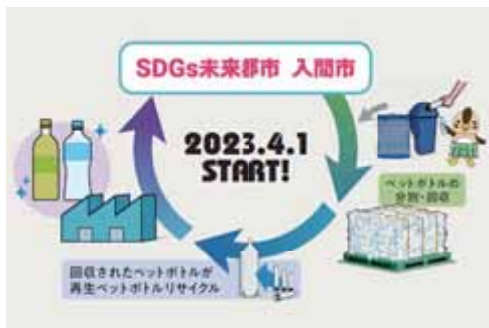 SDGs未来都市 入間市
2023.4.1
START!
ペットボトルの
分別・回収
回収されたペットボトルが
再生ペットボトルリサイクル